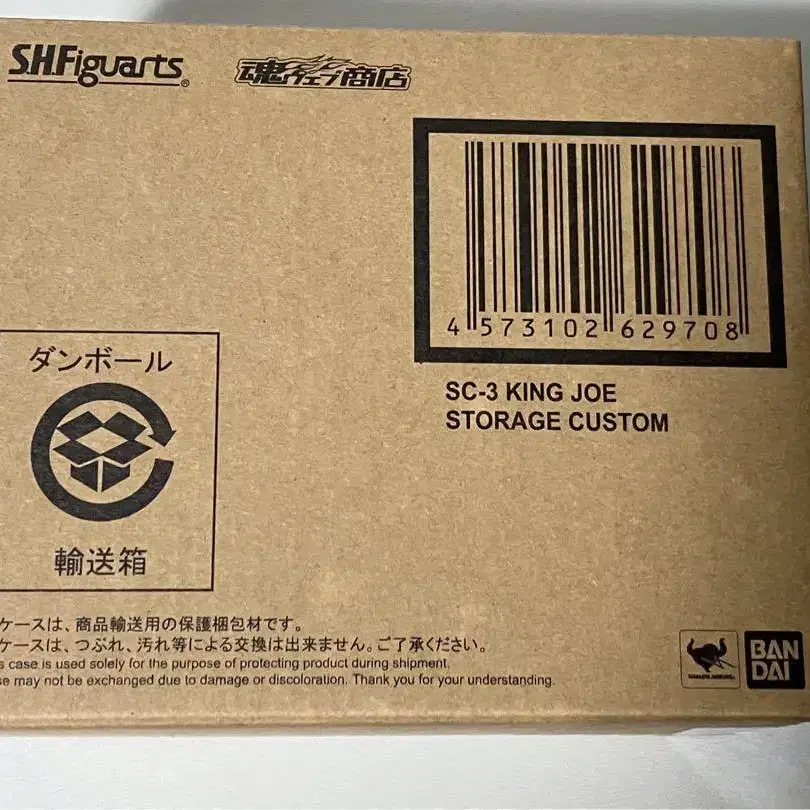 S.H.Figuarts®
魂ウェブ商店
4 573102 629708
SC-3 KING JOE
STORAGE CUSTOM
ダンボール
輸送箱
ケースは、商品輸送用の保護梱包材です。
ケースは、つぶれ、汚れ等による交換は出来ません。ご了承ください。
case is used solely for the purpose of protecting product during shipment.
may not be exchanged due to damage or discoloration. Thank you for your understanding.
BAN
DAI